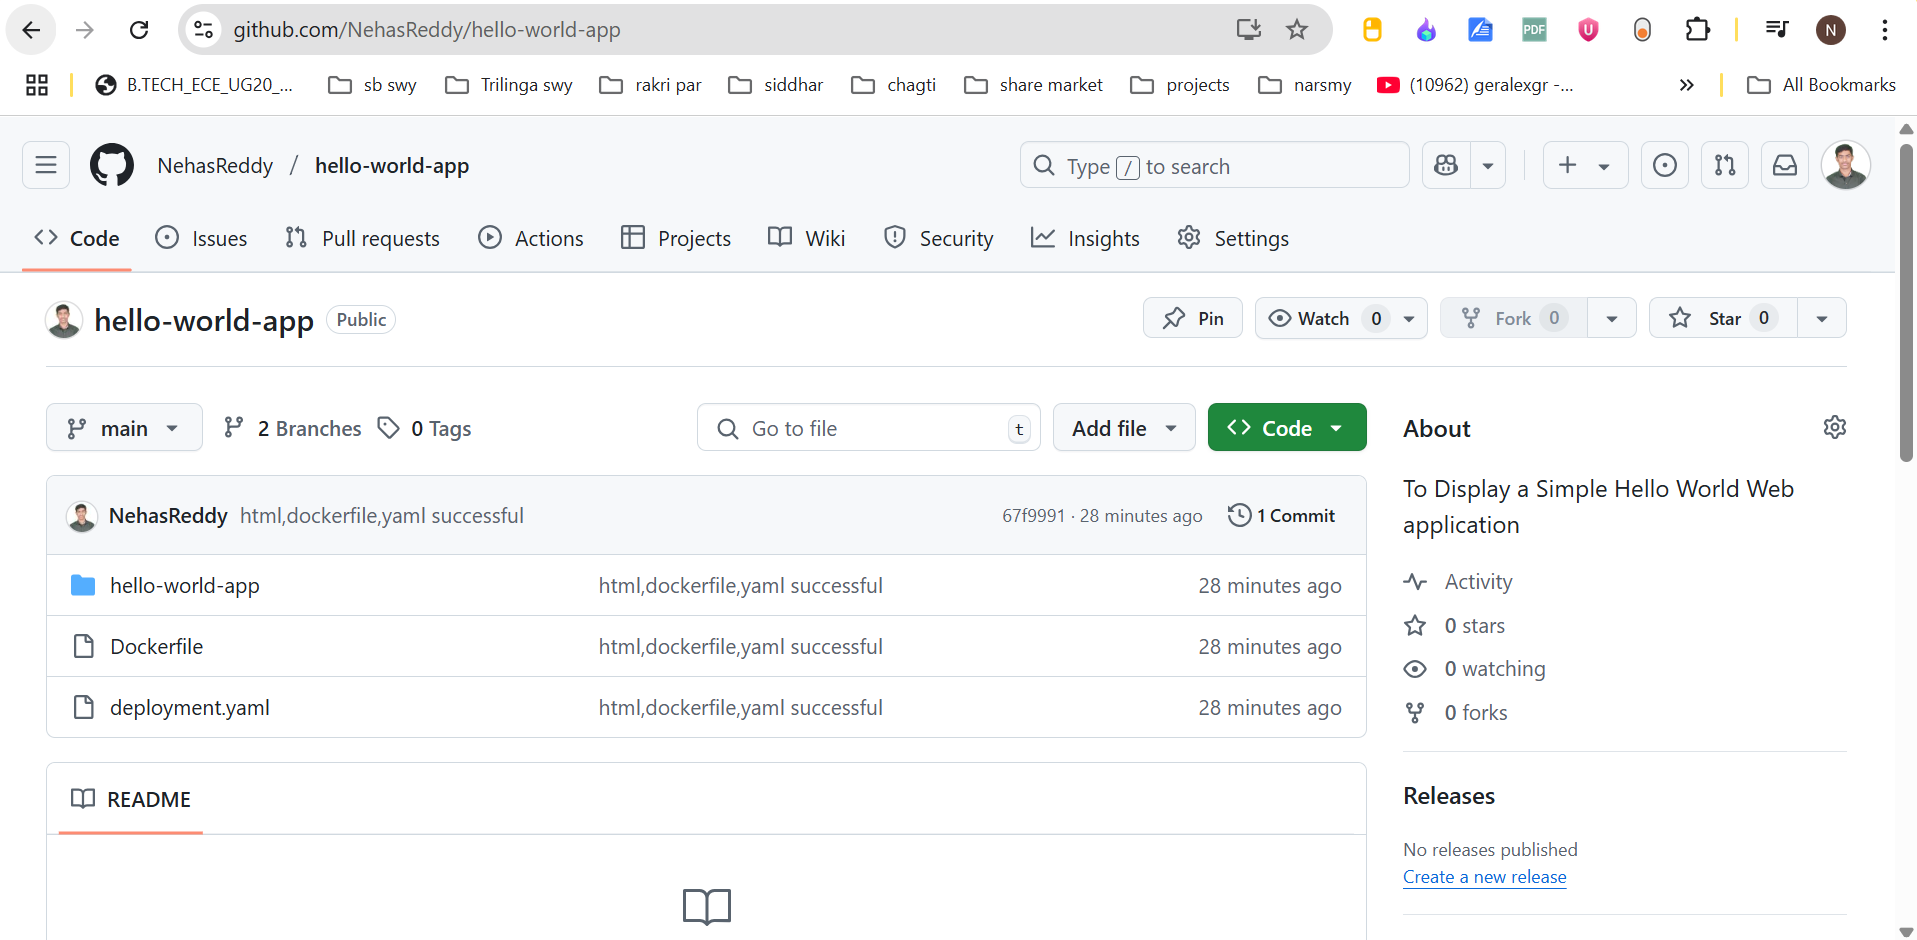 github.com/NehasReddy/hello-world-app
PDF
U
N
B.TECH_ECE_UG20_...
sb swy
Trilinga swy
rakri par
siddhar
chagti
share market
projects
narsmy
(10962) geralexgr -...
»
All Bookmarks
NehasReddy / hello-world-app
Type / to search
Code
Issues
Pull requests
Actions
Projects
Wiki
Security
Insights
Settings
hello-world-app Public
Pin
Watch 0
Fork 0
Star 0
main
2 Branches
0 Tags
Go to file t
Add file
Code
About
To Display a Simple Hello World Web
application
NehasReddy html,dockerfile,yaml successful 67f9991 · 28 minutes ago 1 Commit
hello-world-app html,dockerfile,yaml successful 28 minutes ago
Dockerfile html,dockerfile,yaml successful 28 minutes ago
deployment.yaml html,dockerfile,yaml successful 28 minutes ago
Activity
0 stars
0 watching
0 forks
README
Releases
No releases published
Create a new release